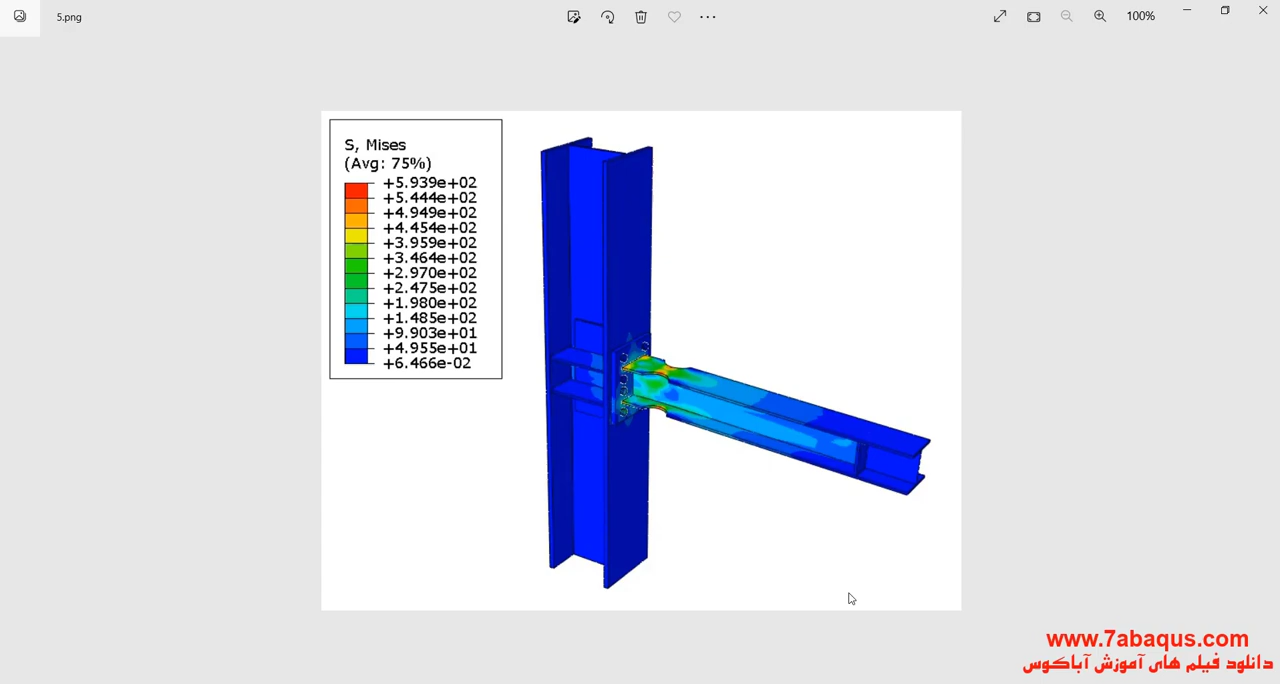 5.png
100%
S, Mises
(Avg: 75%)
+5.939e+02
+5.444e+02
+4.949e+02
+4.454e+02
+3.959e+02
+3.464e+02
+2.970e+02
+2.475e+02
+1.980e+02
+1.485e+02
+9.903e+01
+4.955e+01
+6.466e-02
www.7abaqus.com
دانلود فیلم های آموزش آباکوس